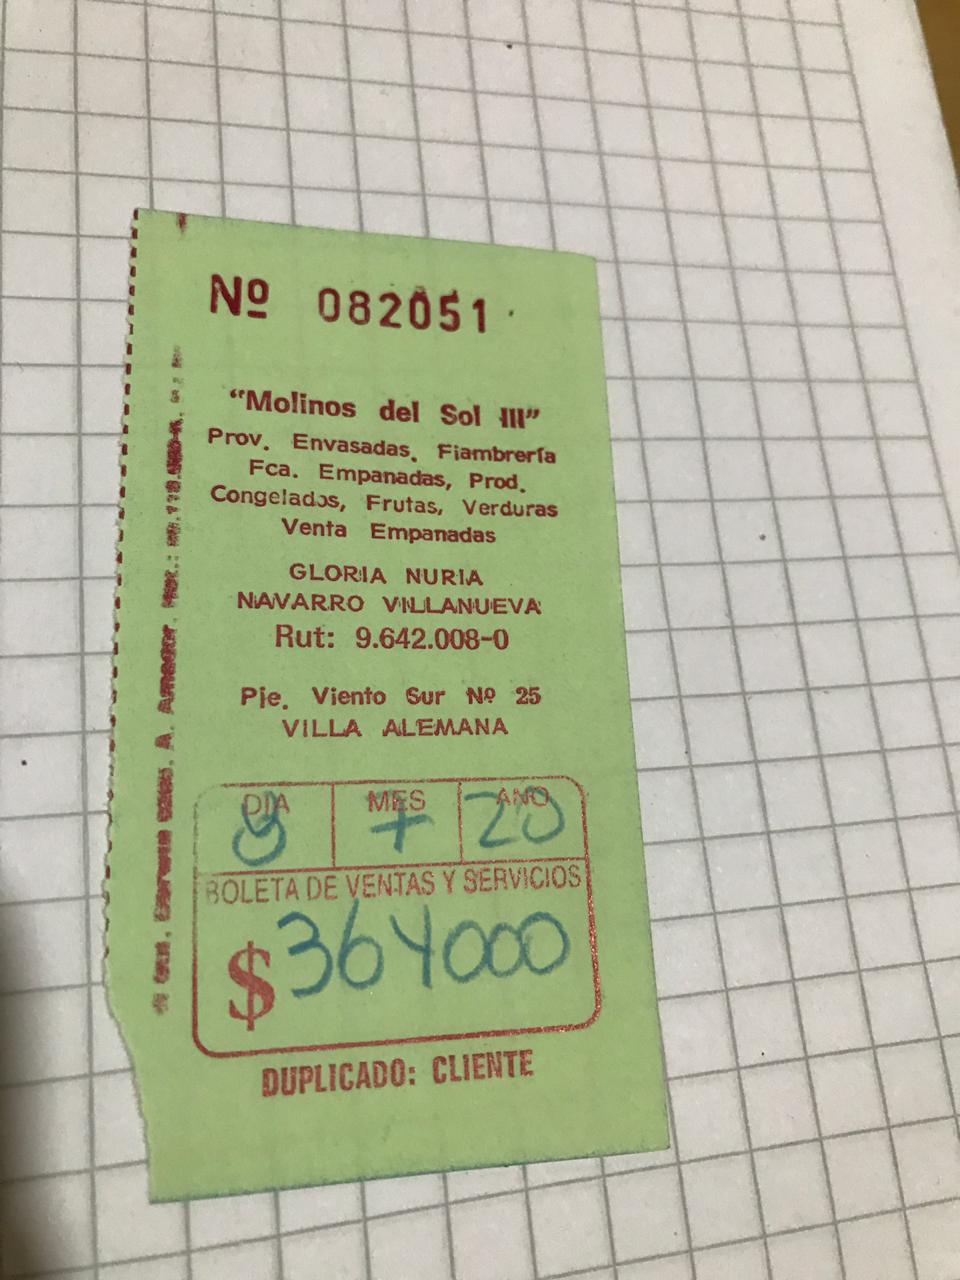 Nº 082051
"Molinos del Sol III"
Prov. Envasadas, Fiambrería
Fca. Empanadas, Prod.
Congelados, Frutas, Verduras
Venta Empanadas
GLORIA NURIA
NAVARRO VILLANUEVA
Rut: 9.642.008-0
Pje. Viento Sur Nº 25
VILLA ALEMANA
DIA MES AÑO
7 20
BOLETA DE VENTAS Y SERVICIOS
$ 364000
DUPLICADO: CLIENTE